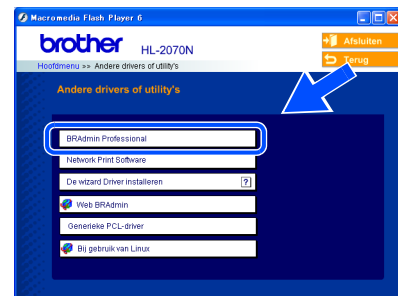 Macromedia Flash Player 6
brother HL-2070N
Afsluiten
Hoofdmenu »» Andere drivers of utility's
Terug
Andere drivers of utility's
BRAdmin Professional
Network Print Software
De wizard Driver installeren ?
Web BRAdmin
Generieke PCL-driver
Bij gebruik van Linux